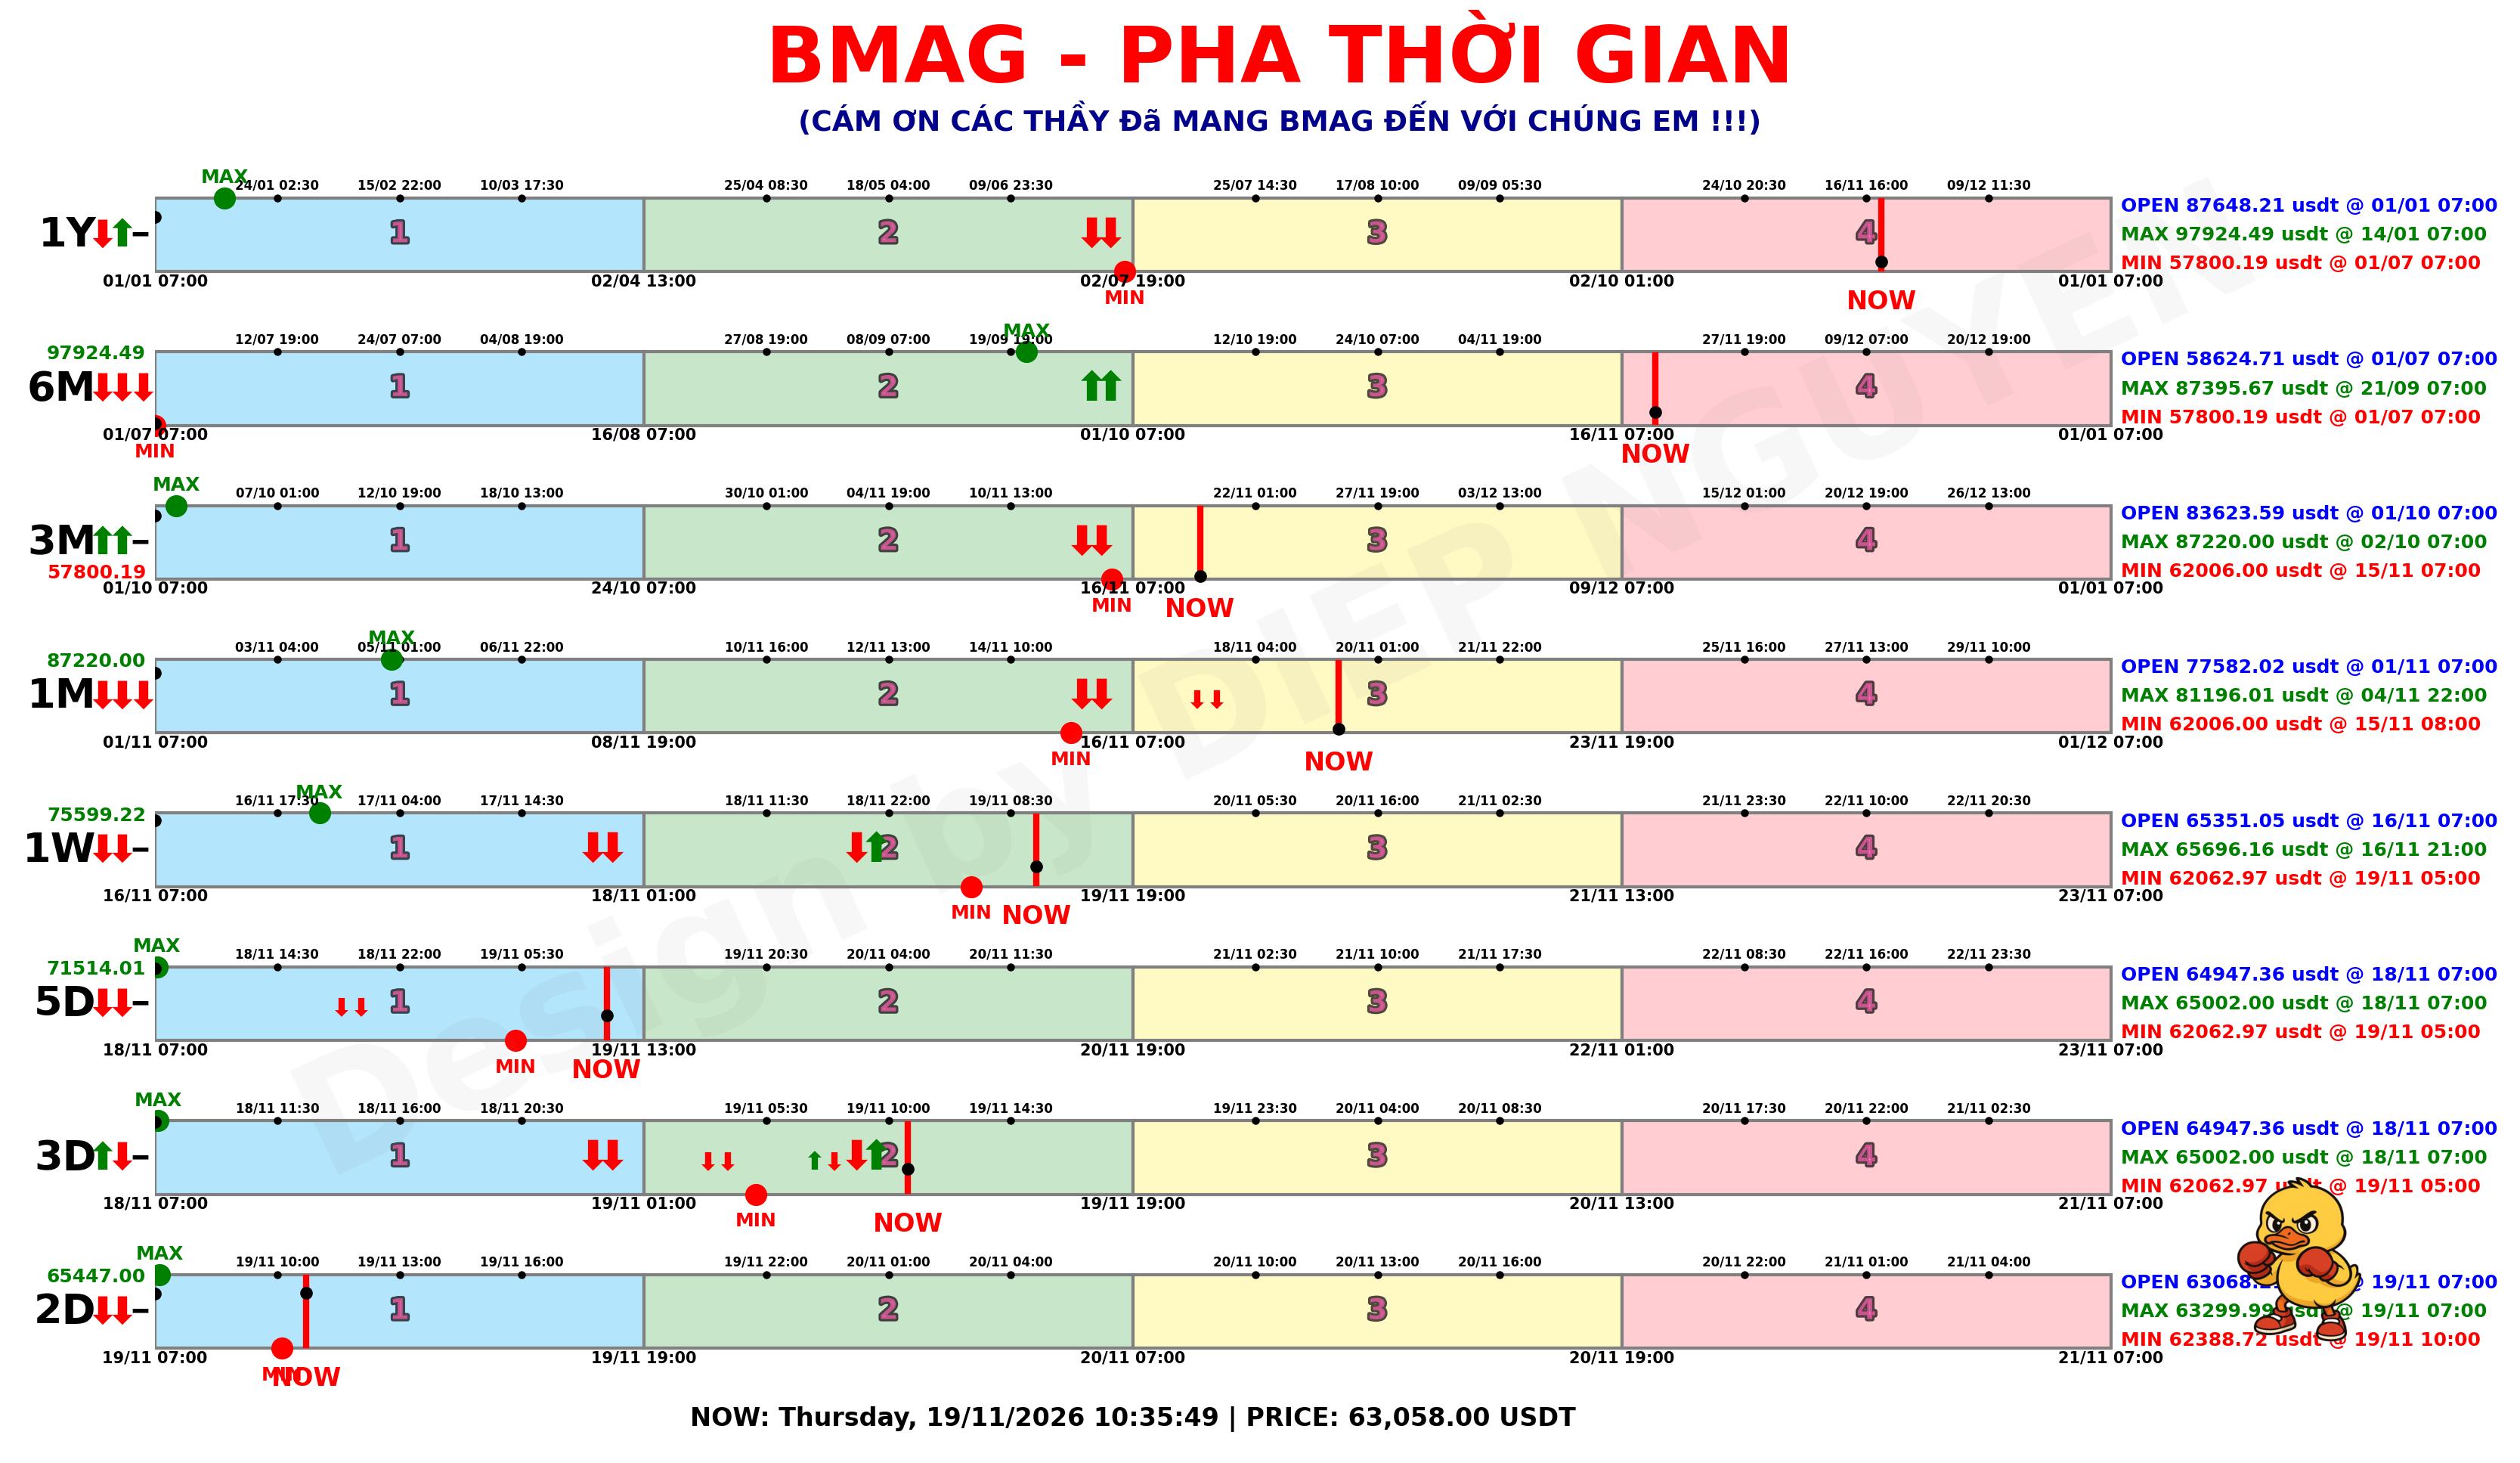 BMAG - PHA THỜI GIAN
(CÁM ƠN CÁC THẦY Đã MANG BMAG ĐẾN VỚI CHÚNG EM !!!)
MAX
24/01 02:30 15/02 22:00 10/03 17:30 25/04 08:30 18/05 04:00 09/06 23:30 25/07 14:30 17/08 10:00 09/09 05:30 24/10 20:30 16/11 16:00 09/12 11:30
OPEN 87648.21 usdt @ 01/01 07:00
1Y 1 2 3 4
MAX 97924.49 usdt @ 14/01 07:00
MIN 57800.19 usdt @ 01/07 07:00
01/01 07:00 02/04 13:00 02/07 19:00 02/10 01:00 01/01 07:00
MIN NOW
MAX
12/07 19:00 24/07 07:00 04/08 19:00 27/08 19:00 08/09 07:00 19/09 19:00 12/10 19:00 24/10 07:00 04/11 19:00 27/11 19:00 09/12 07:00 20/12 19:00
97924.49 OPEN 58624.71 usdt @ 01/07 07:00
6M 1 2 3 4
MAX 87395.67 usdt @ 21/09 07:00
MIN 57800.19 usdt @ 01/07 07:00
01/07 07:00 16/08 07:00 01/10 07:00 16/11 07:00 01/01 07:00
MIN NOW
MAX
07/10 01:00 12/10 19:00 18/10 13:00 30/10 01:00 04/11 19:00 10/11 13:00 22/11 01:00 27/11 19:00 03/12 13:00 15/12 01:00 20/12 19:00 26/12 13:00
OPEN 83623.59 usdt @ 01/10 07:00
3M 1 2 3 4
MAX 87220.00 usdt @ 02/10 07:00
57800.19 MIN 62006.00 usdt @ 15/11 07:00
01/10 07:00 24/10 07:00 16/11 07:00 09/12 07:00 01/01 07:00
MIN NOW
MAX
03/11 04:00 05/11 01:00 06/11 22:00 10/11 16:00 12/11 13:00 14/11 10:00 18/11 04:00 20/11 01:00 21/11 22:00 25/11 16:00 27/11 13:00 29/11 10:00
87220.00 OPEN 77582.02 usdt @ 01/11 07:00
1M 1 2 3 4
MAX 81196.01 usdt @ 04/11 22:00
MIN 62006.00 usdt @ 15/11 08:00
01/11 07:00 08/11 19:00 16/11 07:00 23/11 19:00 01/12 07:00
MIN NOW
MAX
16/11 17:30 17/11 04:00 17/11 14:30 18/11 11:30 18/11 22:00 19/11 08:30 20/11 05:30 20/11 16:00 21/11 02:30 21/11 23:30 22/11 10:00 22/11 20:30
75599.22 OPEN 65351.05 usdt @ 16/11 07:00
1W 1 2 3 4
MAX 65696.16 usdt @ 16/11 21:00
MIN 62062.97 usdt @ 19/11 05:00
16/11 07:00 18/11 01:00 19/11 19:00 21/11 13:00 23/11 07:00
MIN NOW
MAX
18/11 14:30 18/11 22:00 19/11 05:30 19/11 20:30 20/11 04:00 20/11 11:30 21/11 02:30 21/11 10:00 21/11 17:30 22/11 08:30 22/11 16:00 22/11 23:30
71514.01 OPEN 64947.36 usdt @ 18/11 07:00
5D 1 2 3 4
MAX 65002.00 usdt @ 18/11 07:00
MIN 62062.97 usdt @ 19/11 05:00
18/11 07:00 19/11 13:00 20/11 19:00 22/11 01:00 23/11 07:00
MIN NOW
MAX
18/11 11:30 18/11 16:00 18/11 20:30 19/11 05:30 19/11 10:00 19/11 14:30 19/11 23:30 20/11 04:00 20/11 08:30 20/11 17:30 20/11 22:00 21/11 02:30
OPEN 64947.36 usdt @ 18/11 07:00
3D 1 2 3 4
MAX 65002.00 usdt @ 18/11 07:00
MIN 62062.97 usdt @ 19/11 05:00
18/11 07:00 19/11 01:00 19/11 19:00 20/11 13:00 21/11 07:00
MIN NOW
MAX
19/11 10:00 19/11 13:00 19/11 16:00 19/11 22:00 20/11 01:00 20/11 04:00 20/11 10:00 20/11 13:00 20/11 16:00 20/11 22:00 21/11 01:00 21/11 04:00
65447.00 OPEN @ 19/11 07:00
2D 1 2 3 4
MAX 63299.99 usdt @ 19/11 07:00
MIN 62388.72 usdt @ 19/11 10:00
19/11 07:00 19/11 19:00 20/11 07:00 20/11 19:00 21/11 07:00
MIN NOW
NOW: Thursday, 19/11/2026 10:35:49 | PRICE: 63,058.00 USDT
Design by DIEP NGUYEN